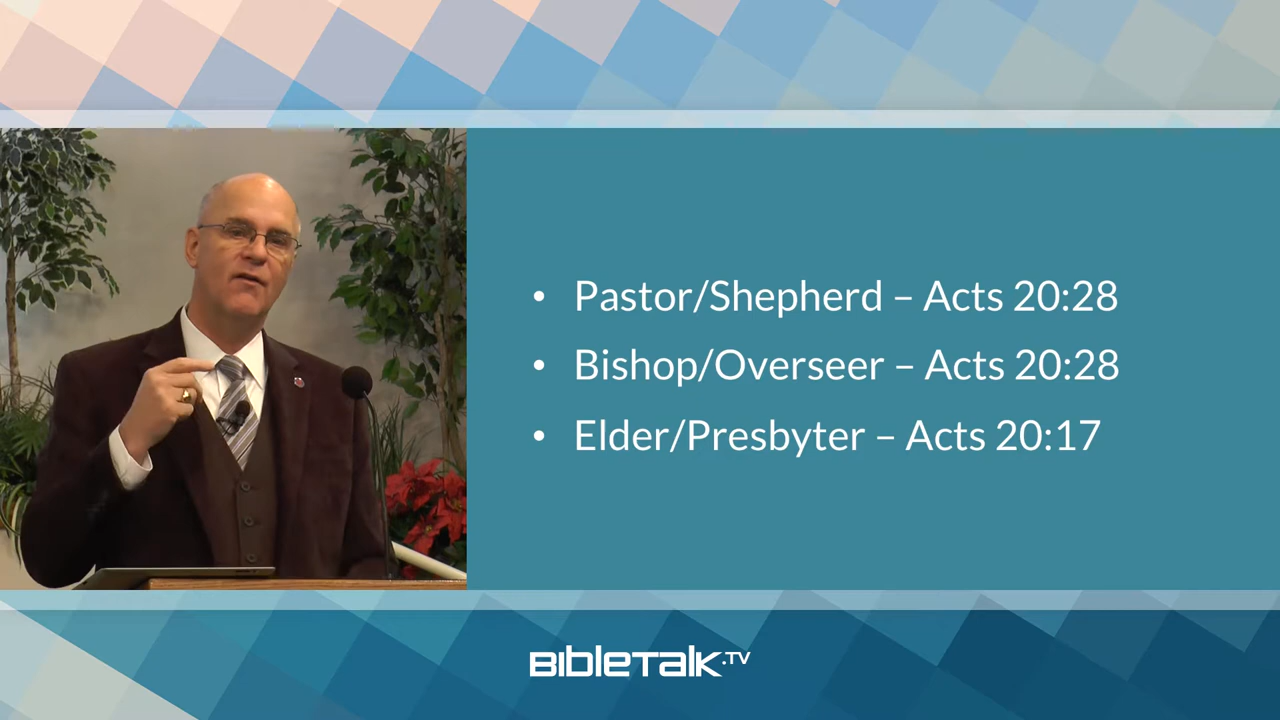 • Pastor/Shepherd – Acts 20:28
• Bishop/Overseer – Acts 20:28
• Elder/Presbyter – Acts 20:17
BibleTalk.TV